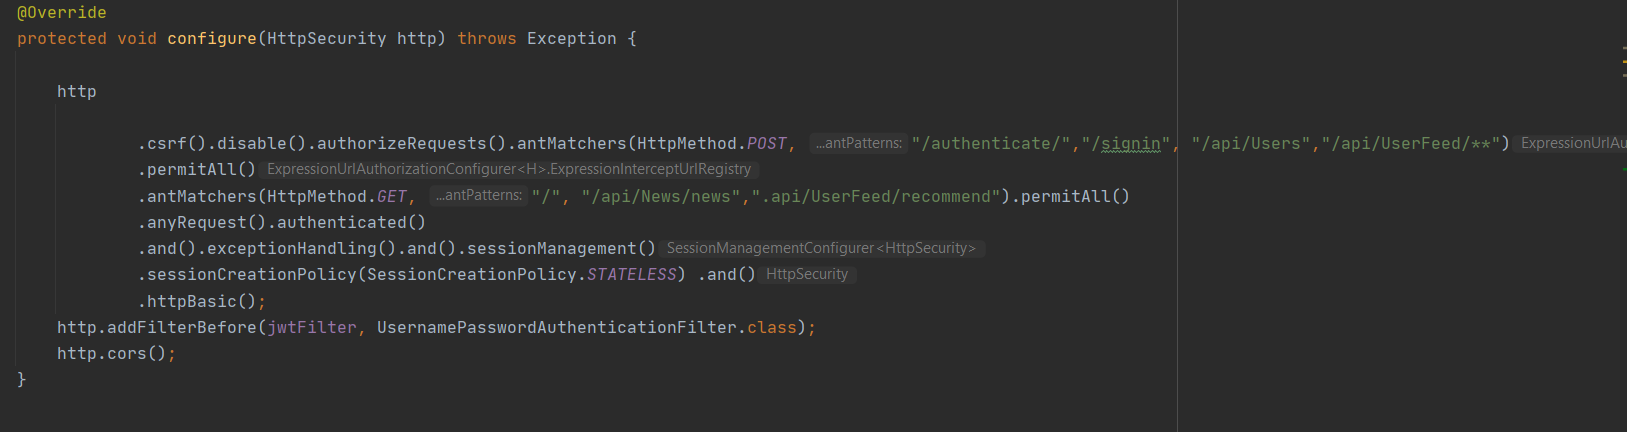 @Override
protected void configure(HttpSecurity http) throws Exception {
http
.csrf().disable().authorizeRequests().antMatchers(HttpMethod.POST, ...antPatterns: "/authenticate/","/signin", "/api/Users","/api/UserFeed/**") ExpressionUrlAu
.permitAll() ExpressionUrlAuthorizationConfigurer<H>.ExpressionInterceptUrlRegistry
.antMatchers(HttpMethod.GET, ...antPatterns: "/", "/api/News/news",".api/UserFeed/recommend").permitAll()
.anyRequest().authenticated()
.and().exceptionHandling().and().sessionManagement() SessionManagementConfigurer<HttpSecurity>
.sessionCreationPolicy(SessionCreationPolicy.STATELESS) .and() HttpSecurity
.httpBasic();
http.addFilterBefore(jwtFilter, UsernamePasswordAuthenticationFilter.class);
http.cors();
}